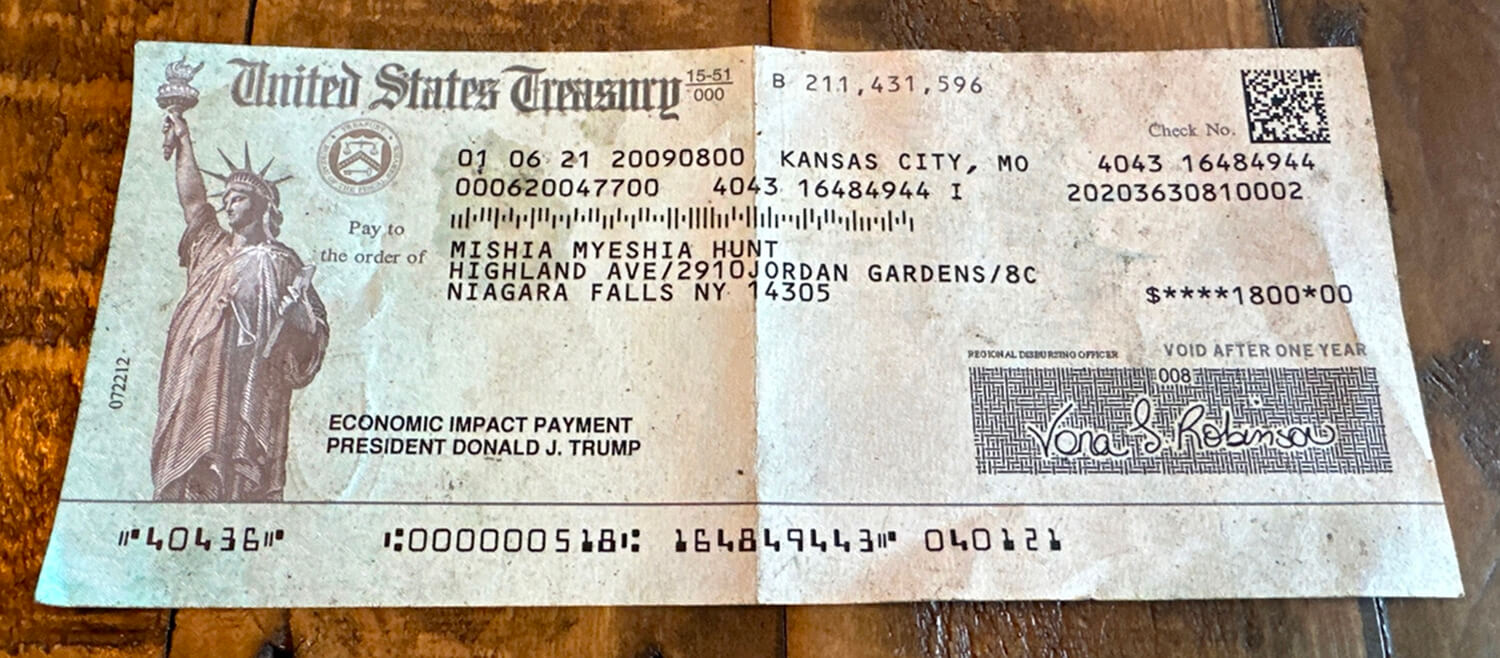 United States Treasury 15-51 000 B 211,431,596
Check No.
01 06 21 20090800 KANSAS CITY, MO 4043 16484944
000620047700 4043 16484944 I 20203630810002
Pay to
the order of
MISHIA MYESHIA HUNT
HIGHLAND AVE/2910JORDAN GARDENS/8C
NIAGARA FALLS NY 14305
$****1800*00
REGIONAL DISBURSING OFFICER VOID AFTER ONE YEAR
008
Vona S. Robinson
072212
ECONOMIC IMPACT PAYMENT
PRESIDENT DONALD J. TRUMP
⑈40436⑈ ⑆000000518⑆ 164849443⑈ 040121